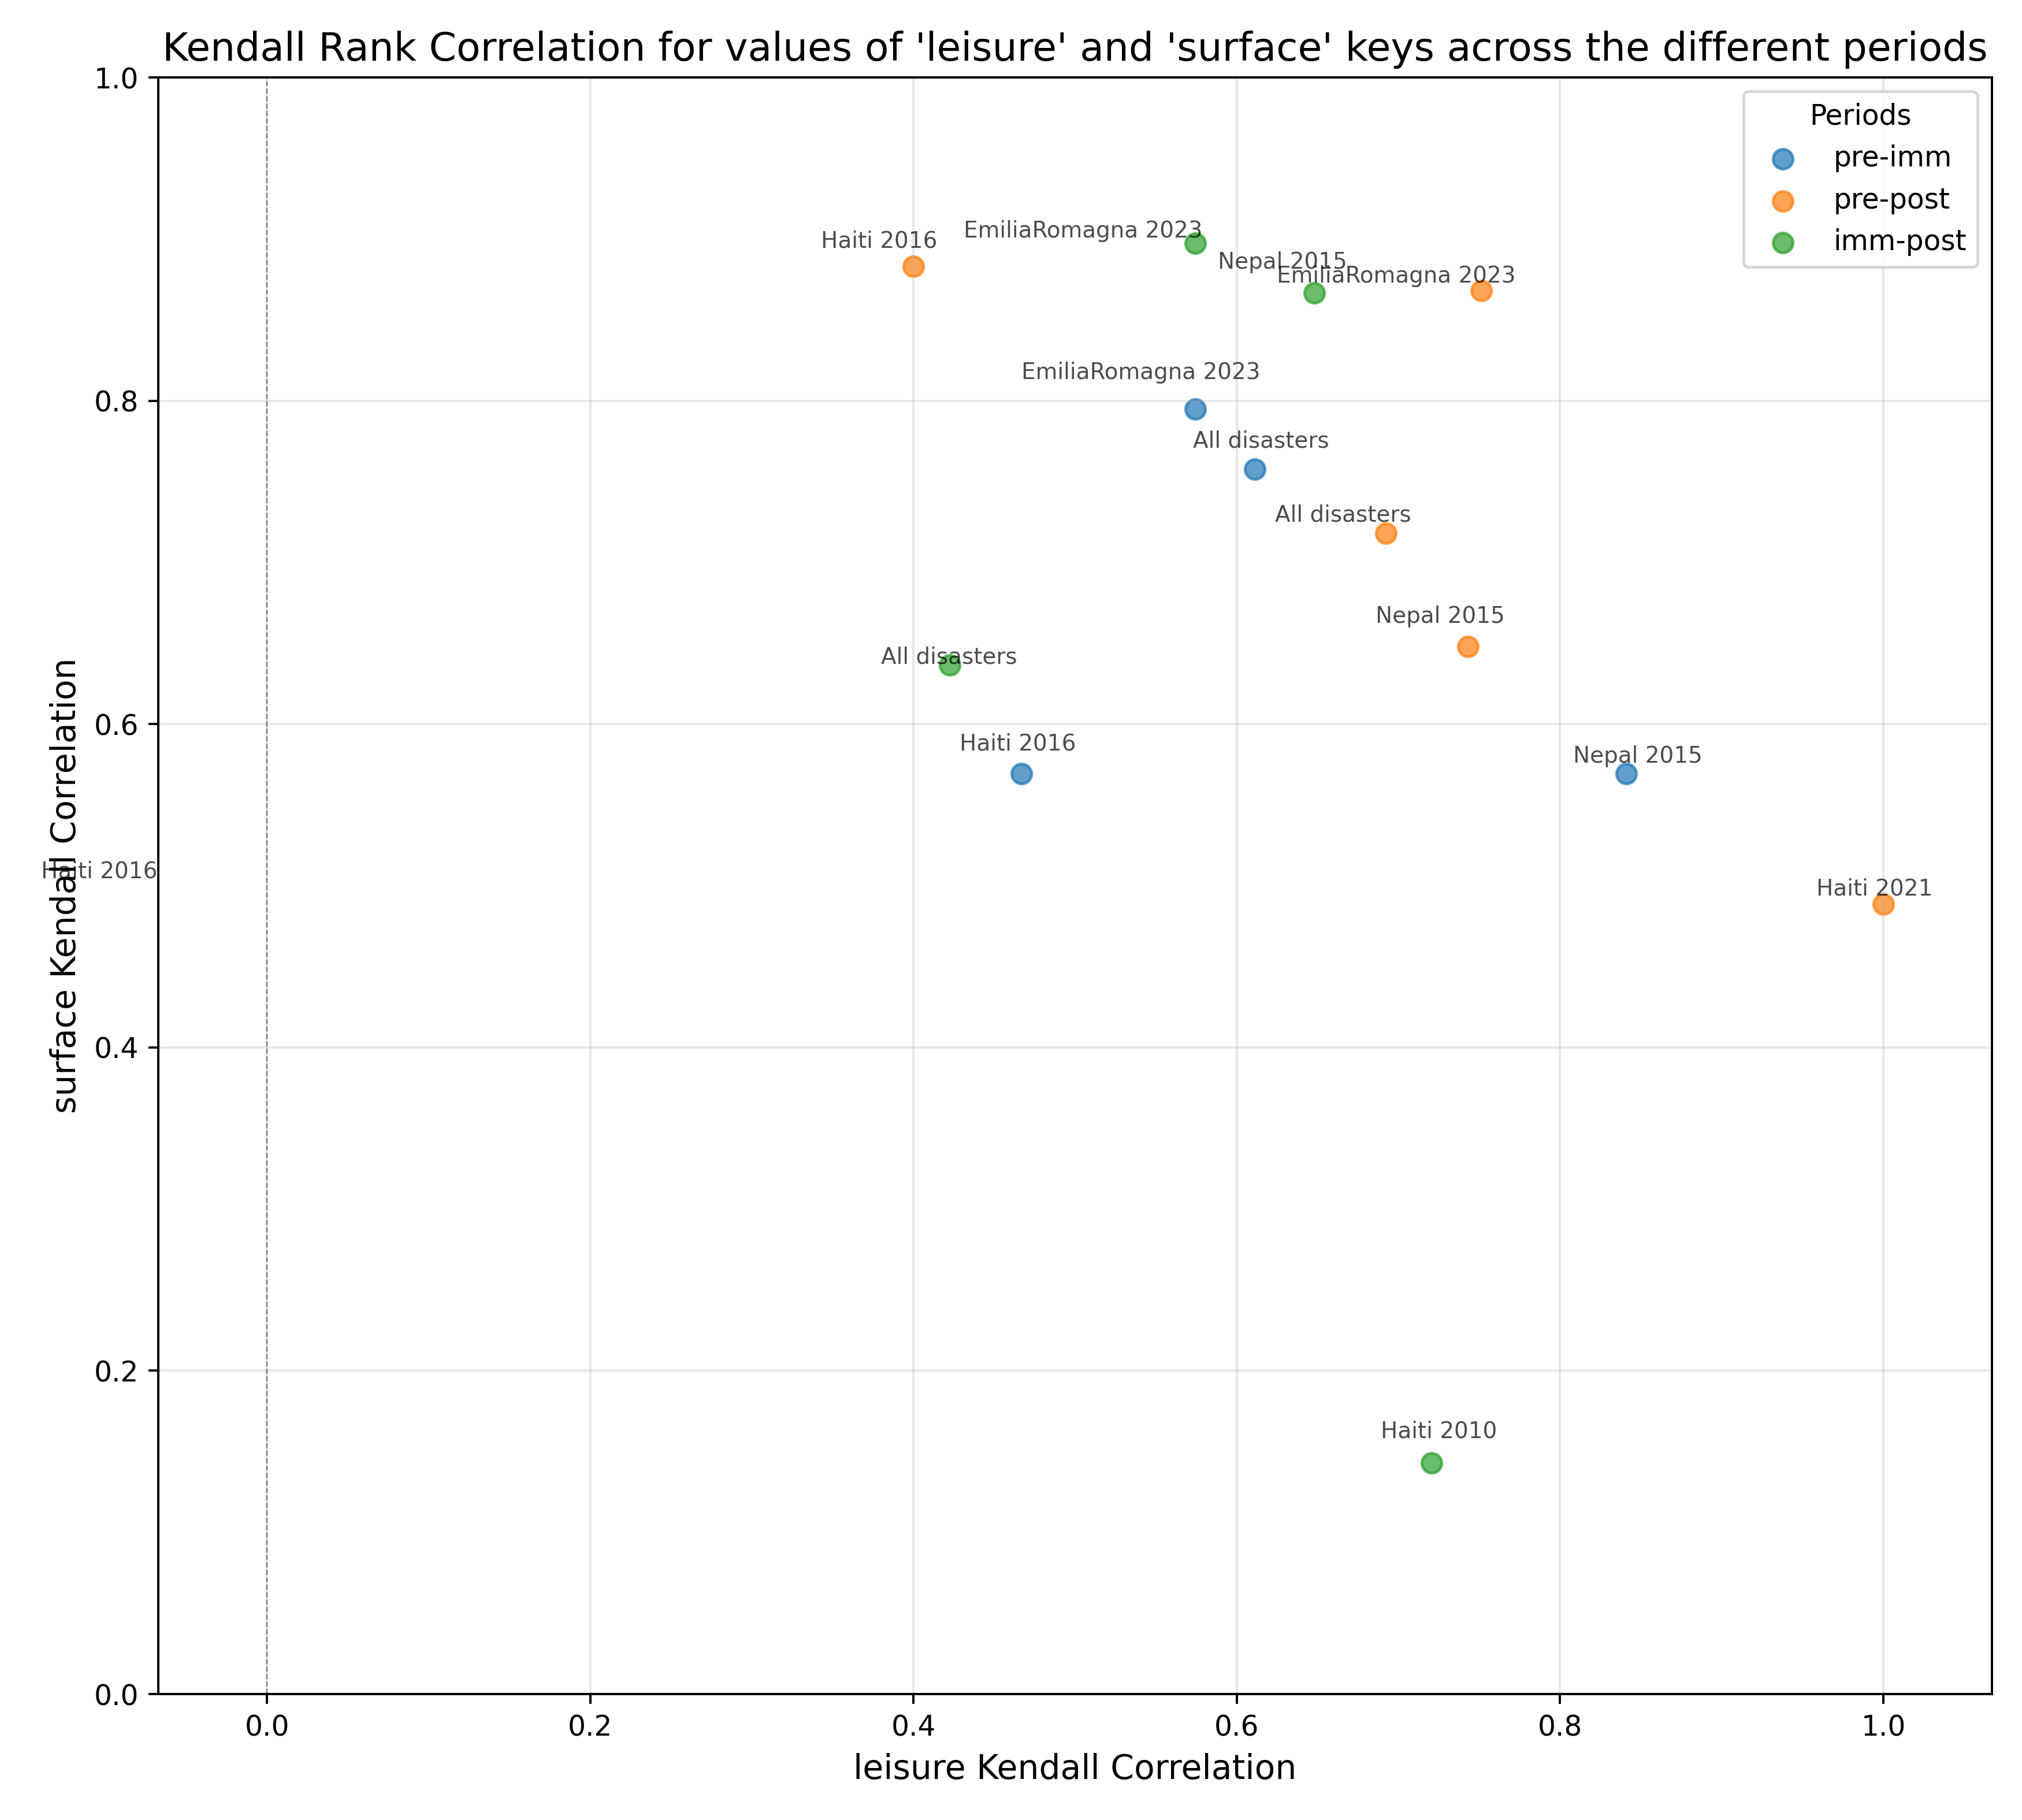 Kendall Rank Correlation for values of 'leisure' and 'surface' keys across the different periods
1.0
Periods
pre-imm
pre-post
imm-post
EmiliaRomagna 2023
Haiti 2016
Nepal 2015
EmiliaRomagna 2023
EmiliaRomagna 2023
0.8
All disasters
All disasters
Nepal 2015
All disasters
0.6
Haiti 2016
Nepal 2015
Haiti 2016
Haiti 2021
surface Kendall Correlation
0.4
0.2
Haiti 2010
0.0
0.0 0.2 0.4 0.6 0.8 1.0
leisure Kendall Correlation